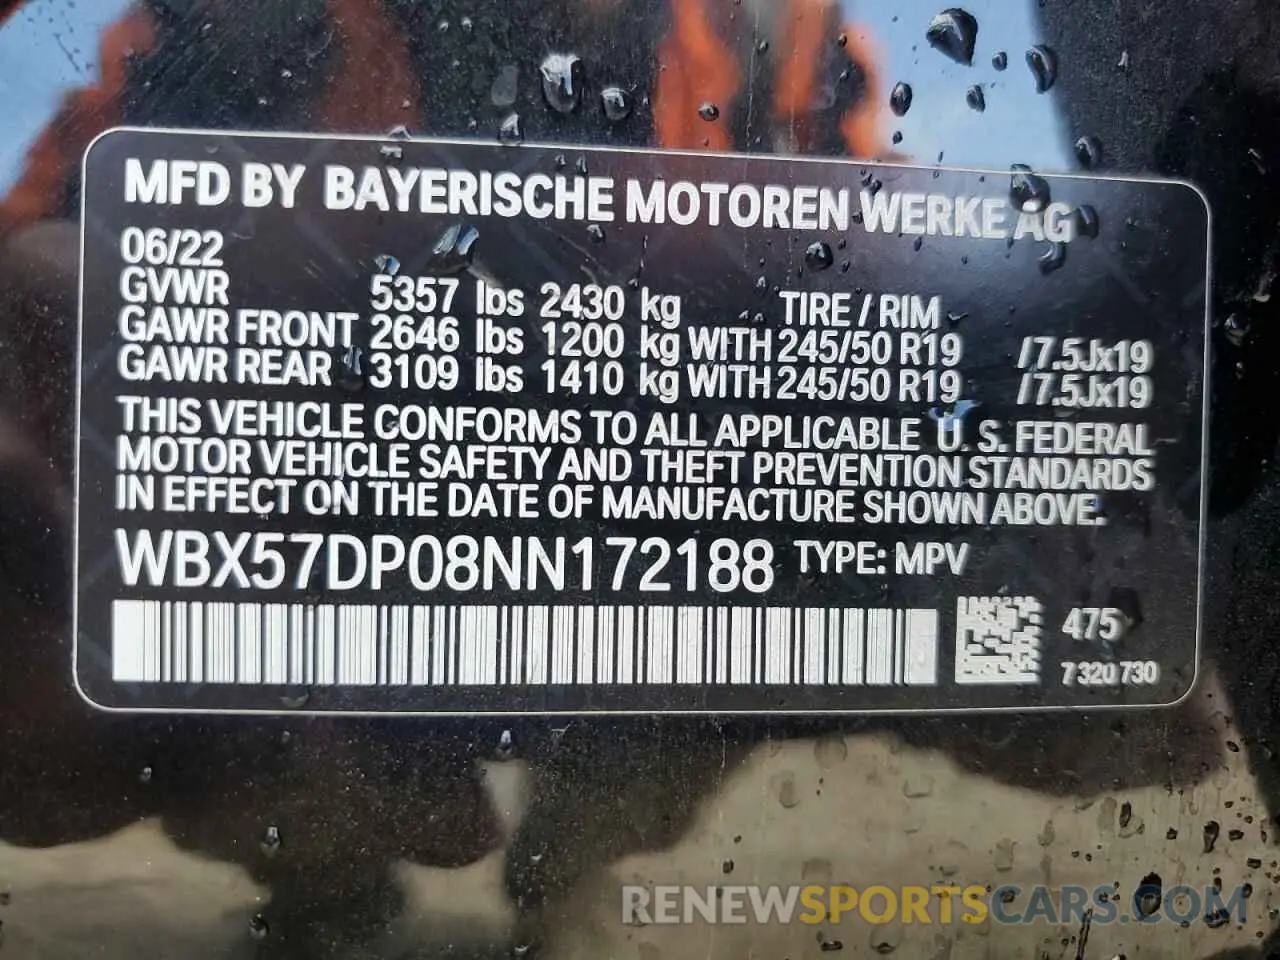 MFD BY BAYERISCHE MOTOREN WERKE AG
06/22
GVWR 5357 lbs 2430 kg TIRE / RIM
GAWR FRONT 2646 lbs 1200 kg WITH 245/50 R19 /7.5Jx19
GAWR REAR 3109 lbs 1410 kg WITH 245/50 R19 /7.5Jx19
THIS VEHICLE CONFORMS TO ALL APPLICABLE U. S. FEDERAL
MOTOR VEHICLE SAFETY AND THEFT PREVENTION STANDARDS
IN EFFECT ON THE DATE OF MANUFACTURE SHOWN ABOVE.
WBX57DP08NN172188 TYPE: MPV
475
7 320 730
RENEWSPORTSCARS.COM